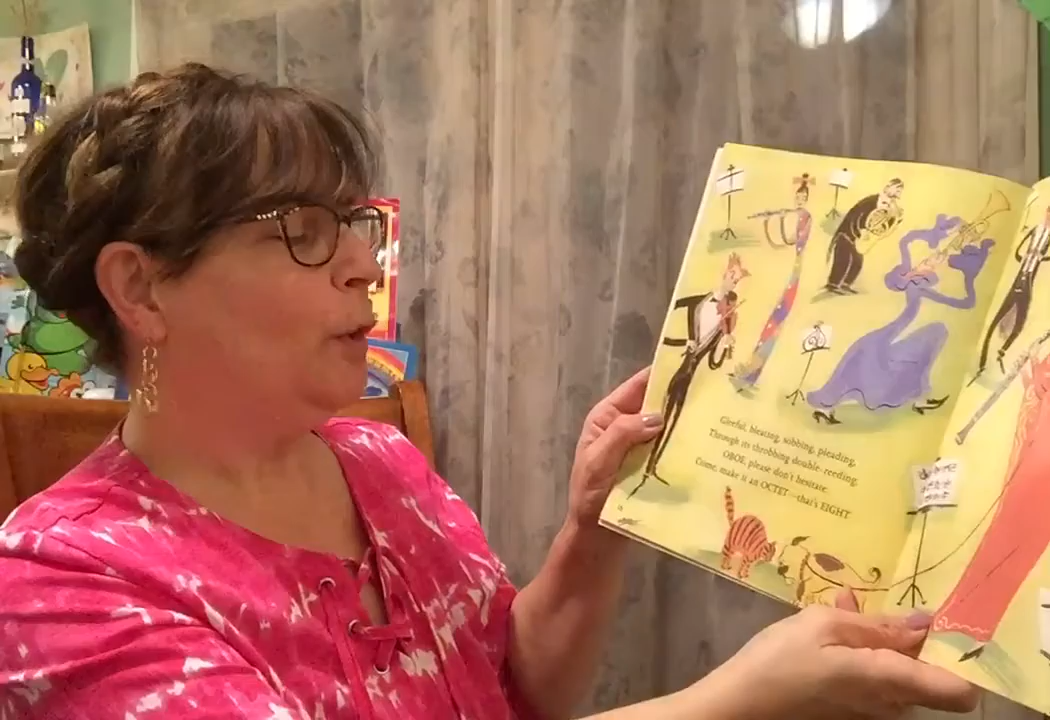 Gleeful, bleating, sobbing, pleading,
Through its throbbing double-reeding,
OBOE, please don't hesitate.
Come, make it an OCTET—that's EIGHT